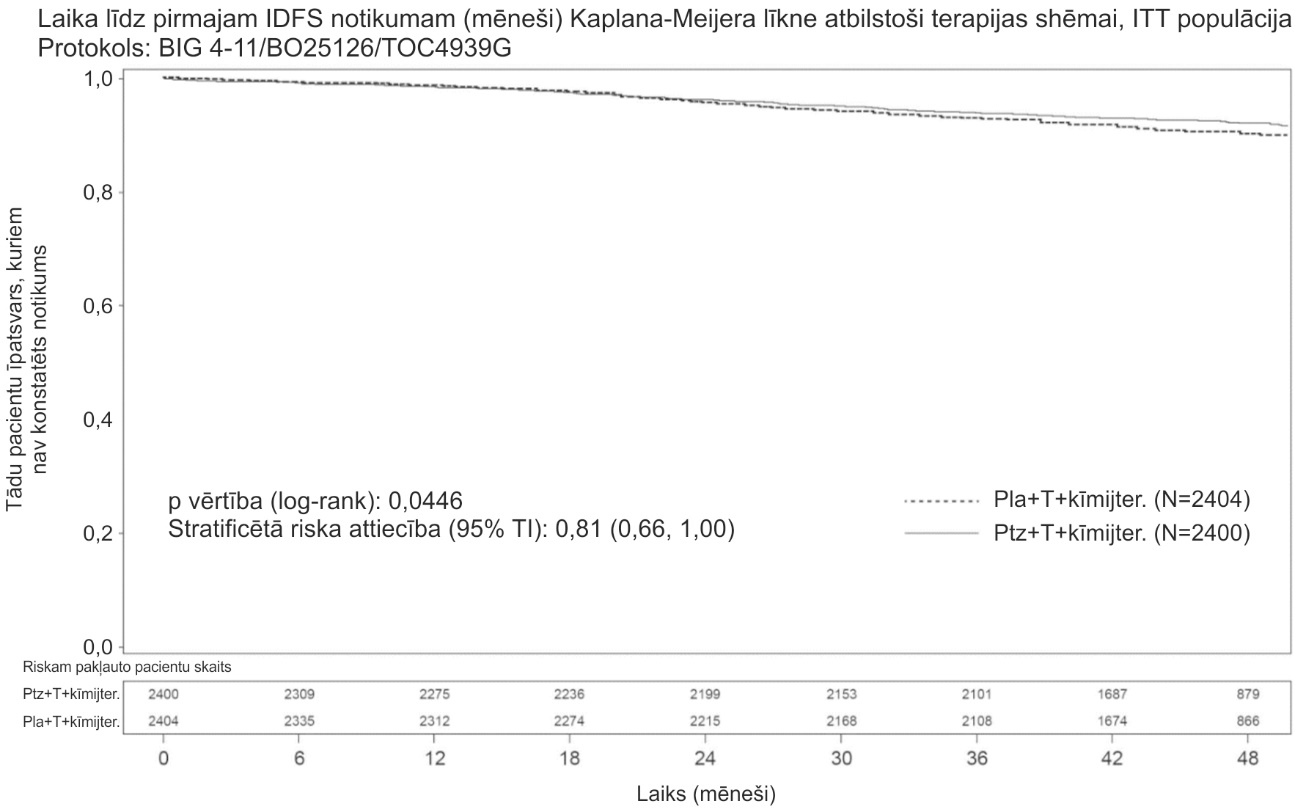 Laika līdz pirmajam IDFS notikumam (mēneši) Kaplana-Meijera līkne atbilstoši terapijas shēmai, ITT populācija
Protokols: BIG 4-11/BO25126/TOC4939G
Tādu pacientu īpatsvars, kuriem
nav konstatēts notikums
1,0
0,8
0,6
0,4
0,2
0,0
p vērtība (log-rank): 0,0446
Stratificētā riska attiecība (95% TI): 0,81 (0,66, 1,00)
Pla+T+kīmijter. (N=2404)
Ptz+T+kīmijter. (N=2400)
Riskam pakļauto pacientu skaits
Ptz+T+kīmijter. 2400 2309 2275 2236 2199 2153 2101 1687 879
Pla+T+kīmijter. 2404 2335 2312 2274 2215 2168 2108 1674 866
0 6 12 18 24 30 36 42 48
Laiks (mēneši)